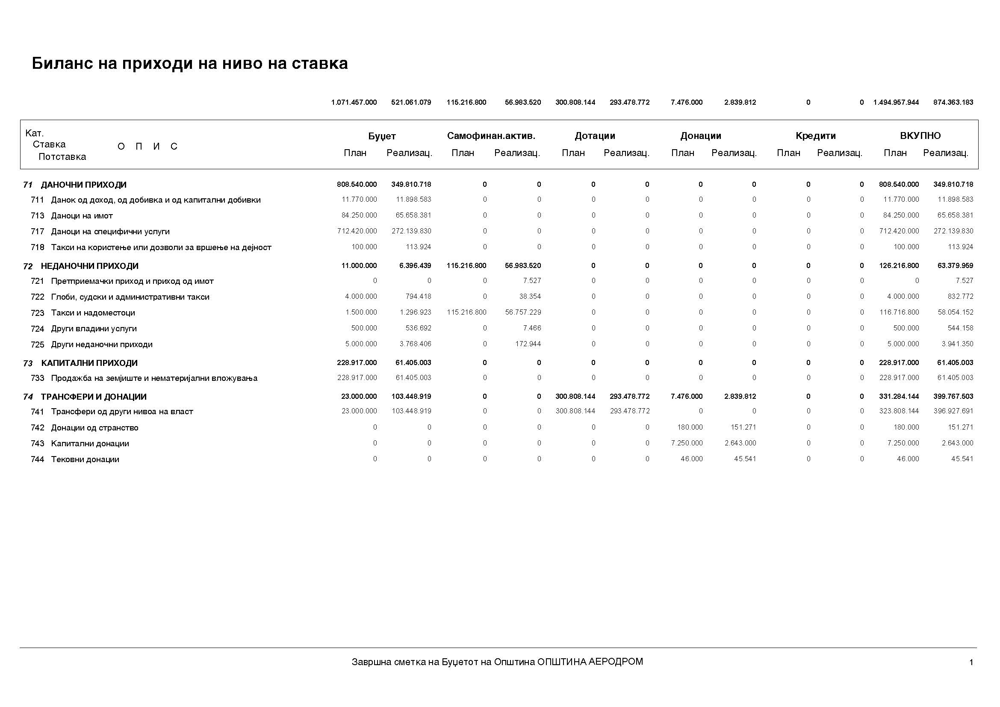 Биланс на приходи на ниво на ставка
1.071.457.000 521.061.079 115.216.800 56.983.520 300.808.144 293.478.772 7.476.000 2.839.812 0 0 1.494.957.944 874.363.183
Кат.
Ставка
Потставка
О П И С
Буџет Самофинан.актив. Дотации Донации Кредити ВКУПНО
План Реализац. План Реализац. План Реализац. План Реализац. План Реализац. План Реализац.
71 ДАНОЧНИ ПРИХОДИ 808.540.000 349.810.718 0 0 0 0 0 0 0 0 808.540.000 349.810.718
711 Данок од доход, од добивка и од капитални добивки 11.770.000 11.898.583 0 0 0 0 0 0 0 0 11.770.000 11.898.583
713 Даноци на имот 84.250.000 65.658.381 0 0 0 0 0 0 0 0 84.250.000 65.658.381
717 Даноци на специфични услуги 712.420.000 272.139.830 0 0 0 0 0 0 0 0 712.420.000 272.139.830
718 Такси на користење или дозволи за вршење на дејност 100.000 113.924 0 0 0 0 0 0 0 0 100.000 113.924
72 НЕДАНОЧНИ ПРИХОДИ 11.000.000 6.396.439 115.216.800 56.983.520 0 0 0 0 0 0 126.216.800 63.379.959
721 Претприемачки приход и приход од имот 0 0 0 7.527 0 0 0 0 0 0 0 7.527
722 Глоби, судски и административни такси 4.000.000 794.418 0 38.354 0 0 0 0 0 0 4.000.000 832.772
723 Такси и надоместоци 1.500.000 1.296.923 115.216.800 56.757.229 0 0 0 0 0 0 116.716.800 58.054.152
724 Други владини услуги 500.000 536.692 0 7.466 0 0 0 0 0 0 500.000 544.158
725 Други неданочни приходи 5.000.000 3.768.406 0 172.944 0 0 0 0 0 0 5.000.000 3.941.350
73 КАПИТАЛНИ ПРИХОДИ 228.917.000 61.405.003 0 0 0 0 0 0 0 0 228.917.000 61.405.003
733 Продажба на земјиште и нематеријални вложувања 228.917.000 61.405.003 0 0 0 0 0 0 0 0 228.917.000 61.405.003
74 ТРАНСФЕРИ И ДОНАЦИИ 23.000.000 103.448.919 0 0 300.808.144 293.478.772 7.476.000 2.839.812 0 0 331.284.144 399.767.503
741 Трансфери од други нивоа на власт 23.000.000 103.448.919 0 0 300.808.144 293.478.772 0 0 0 0 323.808.144 396.927.691
742 Донации од странство 0 0 0 0 0 0 180.000 151.271 0 0 180.000 151.271
743 Капитални донации 0 0 0 0 0 0 7.250.000 2.643.000 0 0 7.250.000 2.643.000
744 Тековни донации 0 0 0 0 0 0 46.000 45.541 0 0 46.000 45.541
Завршна сметка на Буџетот на Општина ОПШТИНА АЕРОДРОМ 1